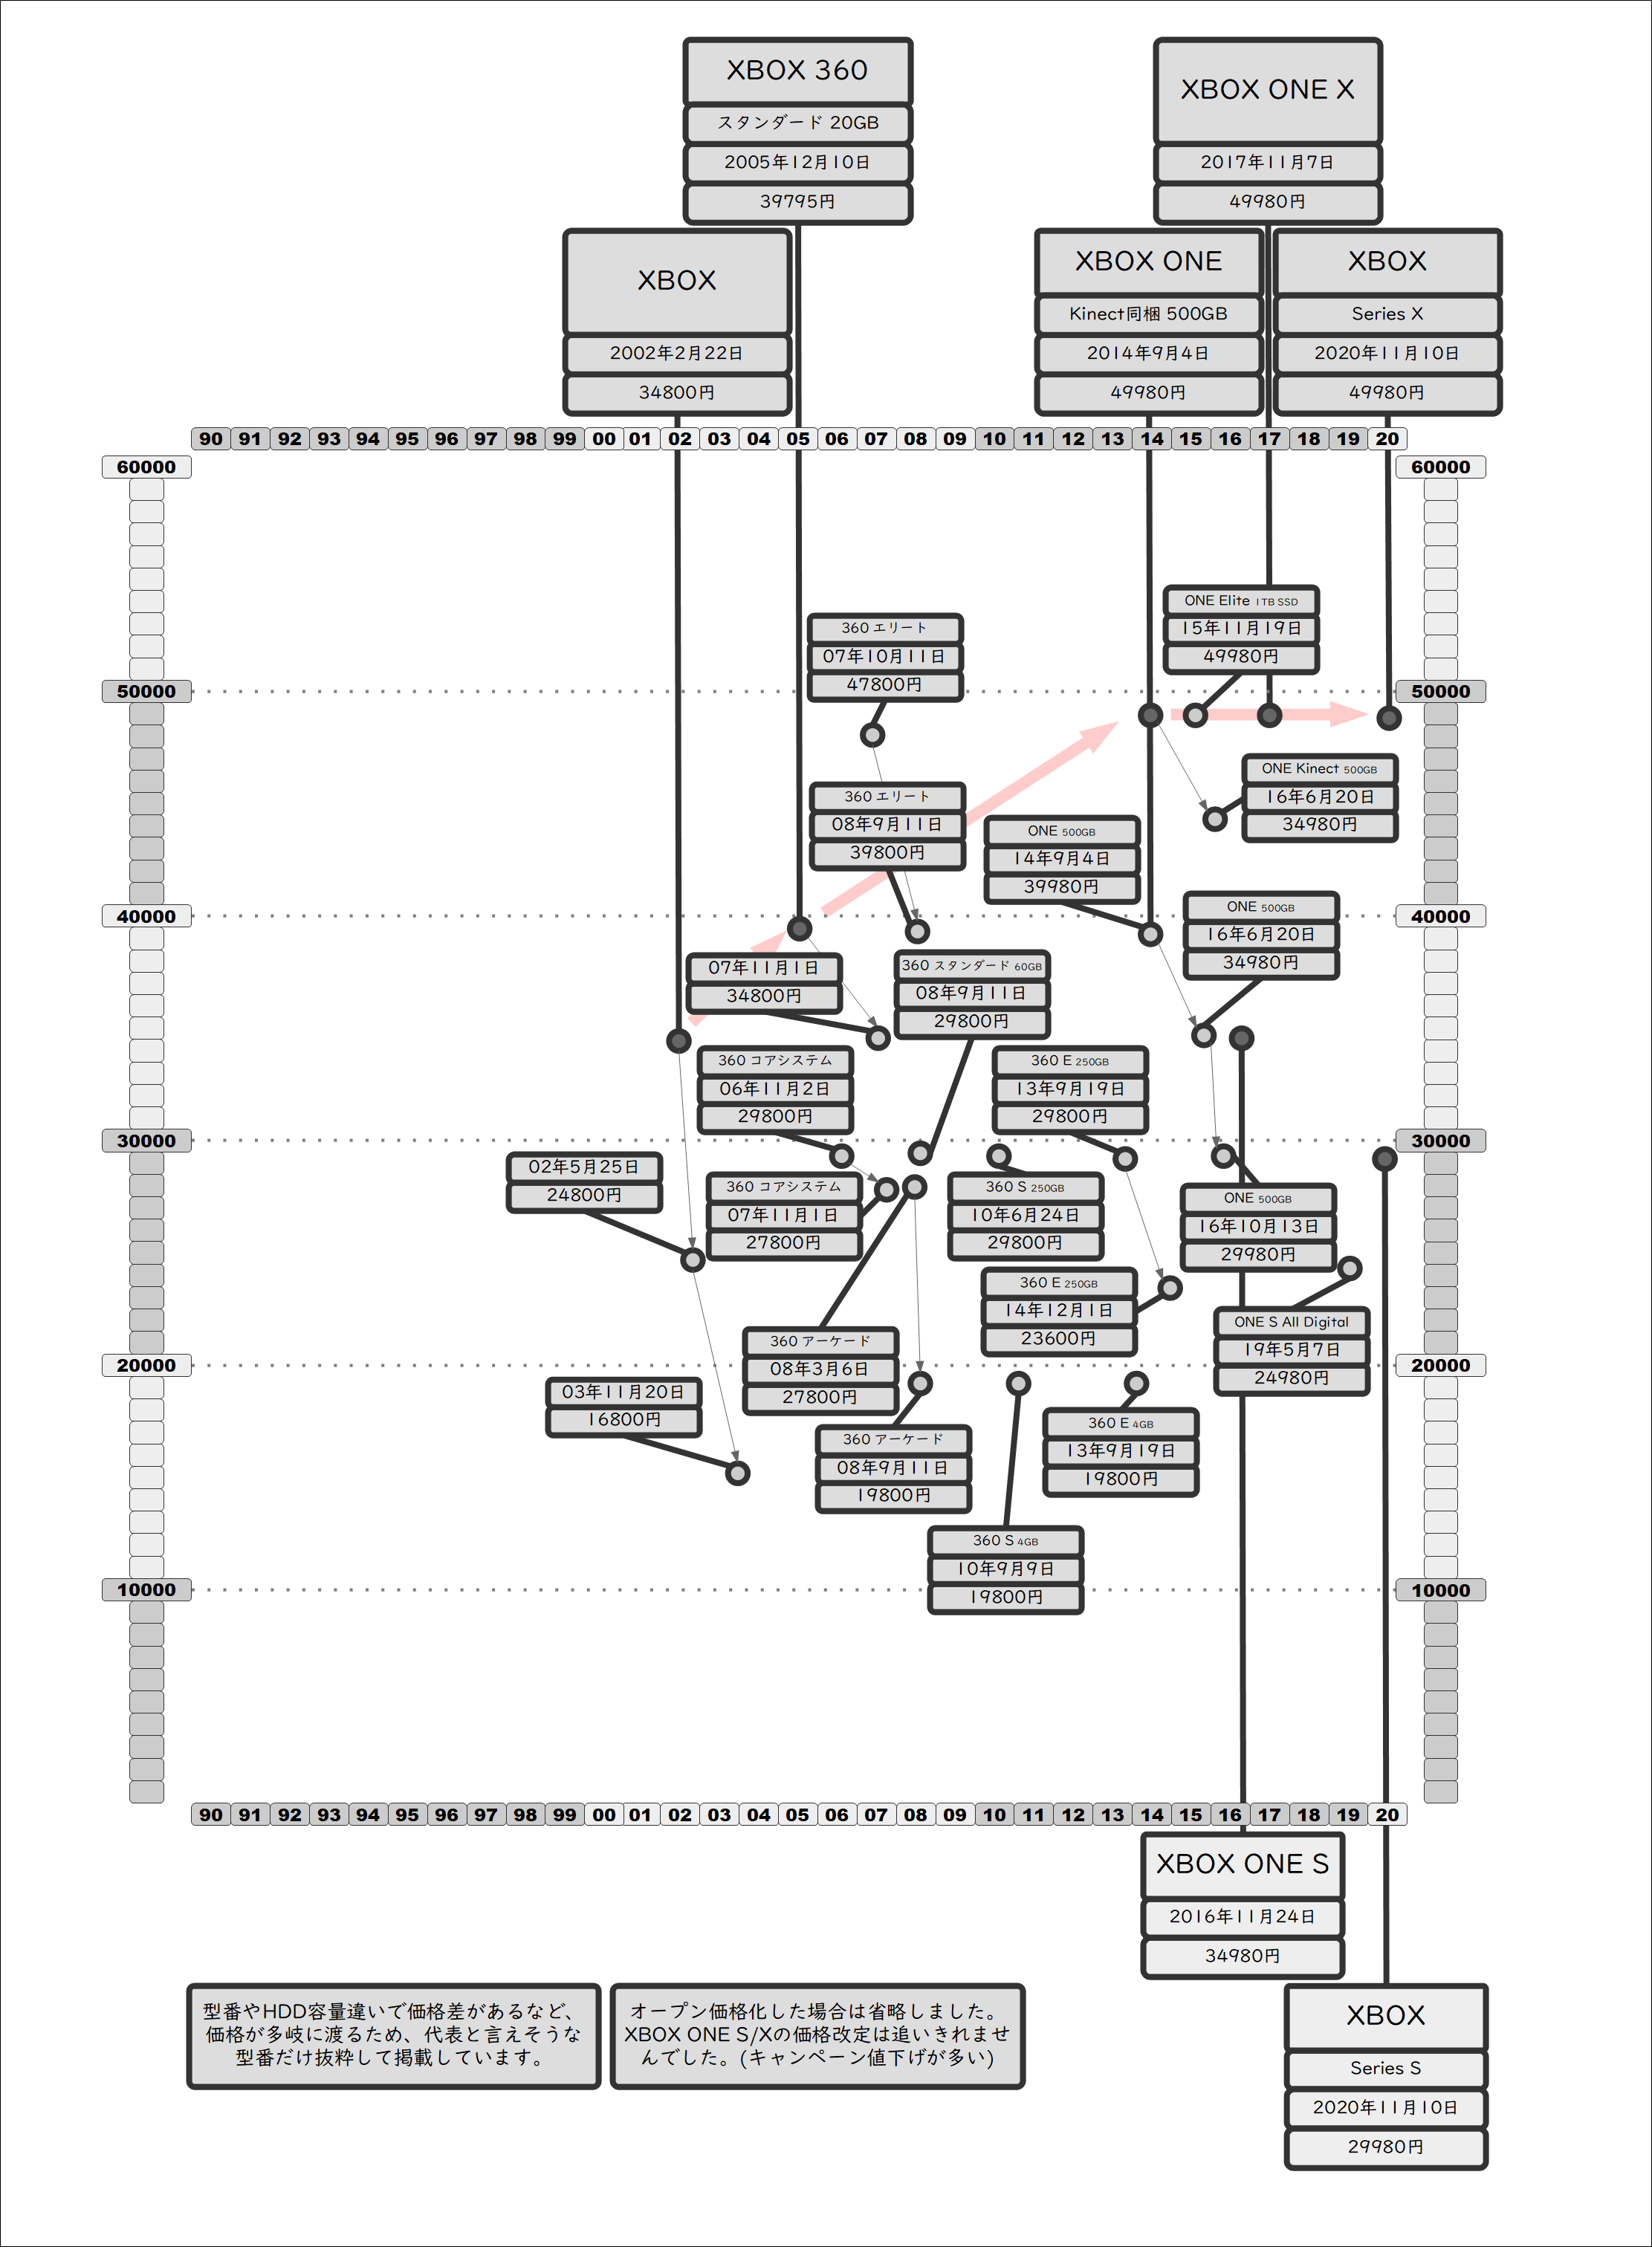 XBOX 360
スタンダード 20GB
2005年12月10日
39795円
XBOX ONE X
2017年11月7日
49980円
XBOX
2002年2月22日
34800円
XBOX ONE
Kinect同梱 500GB
2014年9月4日
49980円
XBOX
Series X
2020年11月10日
49980円
90 91 92 93 94 95 96 97 98 99 00 01 02 03 04 05 06 07 08 09 10 11 12 13 14 15 16 17 18 19 20
60000 60000
ONE Elite 1TB SSD
15年11月19日
49980円
360 エリート
07年10月11日
47800円
50000 50000
ONE Kinect 500GB
16年6月20日
34980円
360 エリート
08年9月11日
39800円
ONE 500GB
14年9月4日
39980円
ONE 500GB
16年6月20日
34980円
40000 40000
07年11月1日
34800円
360 スタンダード 60GB
08年9月11日
29800円
360 コアシステム
06年11月2日
29800円
360 E 250GB
13年9月19日
29800円
30000 30000
02年5月25日
24800円
360 コアシステム
07年11月1日
27800円
360 S 250GB
10年6月24日
29800円
ONE 500GB
16年10月13日
29980円
360 E 250GB
14年12月1日
23600円
ONE S All Digital
19年5月7日
24980円
360 アーケード
08年3月6日
27800円
20000 20000
03年11月20日
16800円
360 アーケード
08年9月11日
19800円
360 E 4GB
13年9月19日
19800円
360 S 4GB
10年9月9日
19800円
10000 10000
90 91 92 93 94 95 96 97 98 99 00 01 02 03 04 05 06 07 08 09 10 11 12 13 14 15 16 17 18 19 20
XBOX ONE S
2016年11月24日
34980円
型番やHDD容量違いで価格差があるなど、
価格が多岐に渡るため、代表と言えそうな
型番だけ抜粋して掲載しています。
オープン価格化した場合は省略しました。
XBOX ONE S/Xの価格改定は追いきれませ
んでした。(キャンペーン値下げが多い)
XBOX
Series S
2020年11月10日
29980円